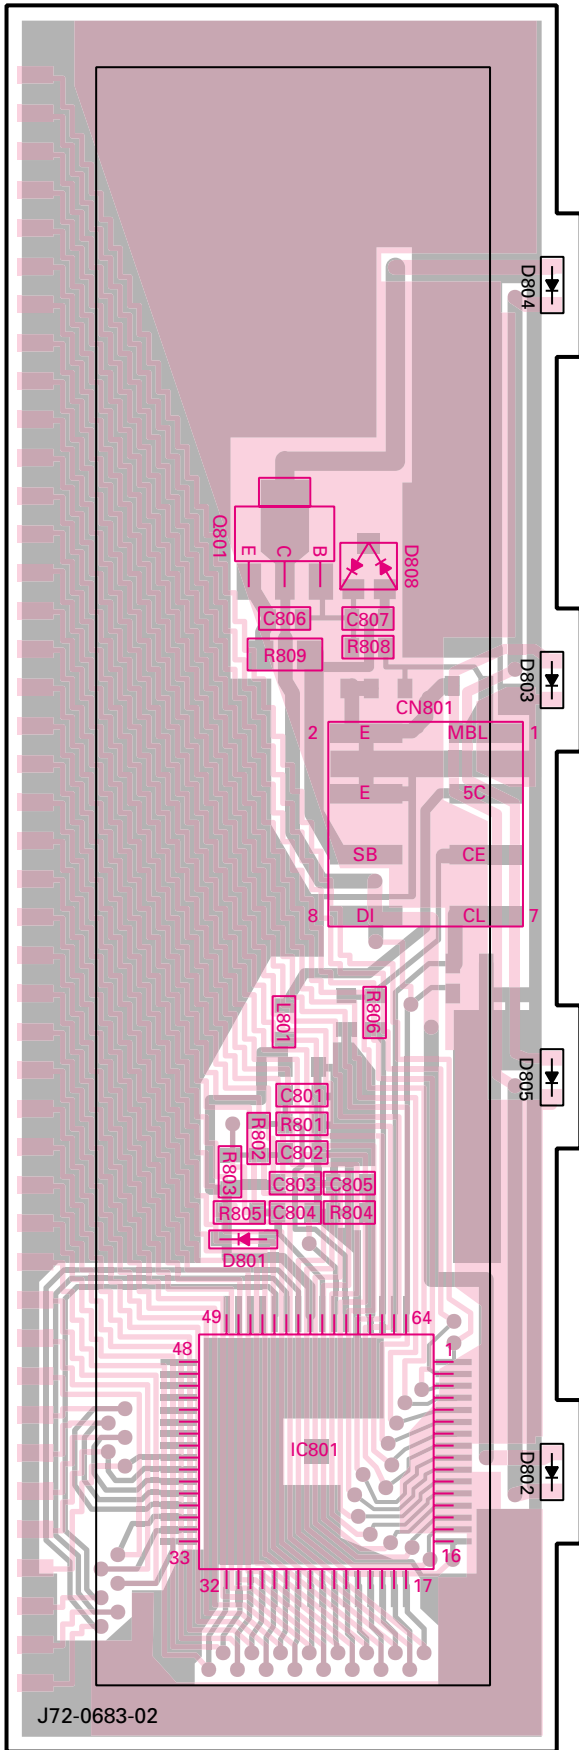 D804
Q801
E
C
B
D808
C806
C807
R809
R808
D803
CN801
2
E
MBL
1
E
5C
SB
CE
8
DI
CL
7
L801
R806
D805
C801
R801
R802
C802
R803
C803
C805
R805
C804
R804
D801
49
64
48
1
IC801
D802
33
16
32
17
J72-0683-02